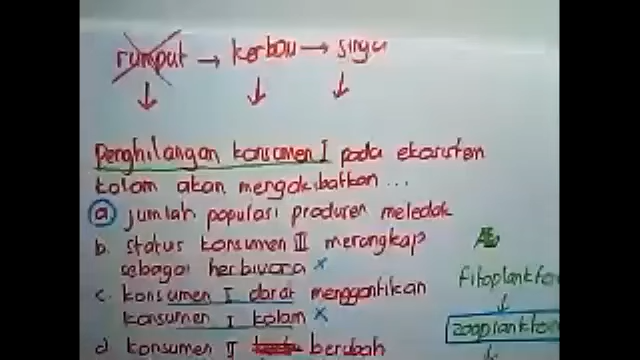 rumput → kerbau → singa
↓ ↓ ↓
Penghilangan konsumen I pada ekosistem
kolam akan mengakibatkan ...
a jumlah populasi produsen meledak
b. status konsumen III merangkap
sebagai herbivora x
c. konsumen I darat menggantikan
konsumen I kolam x
d. konsumen II berubah
fitoplankton
↓
zooplankton